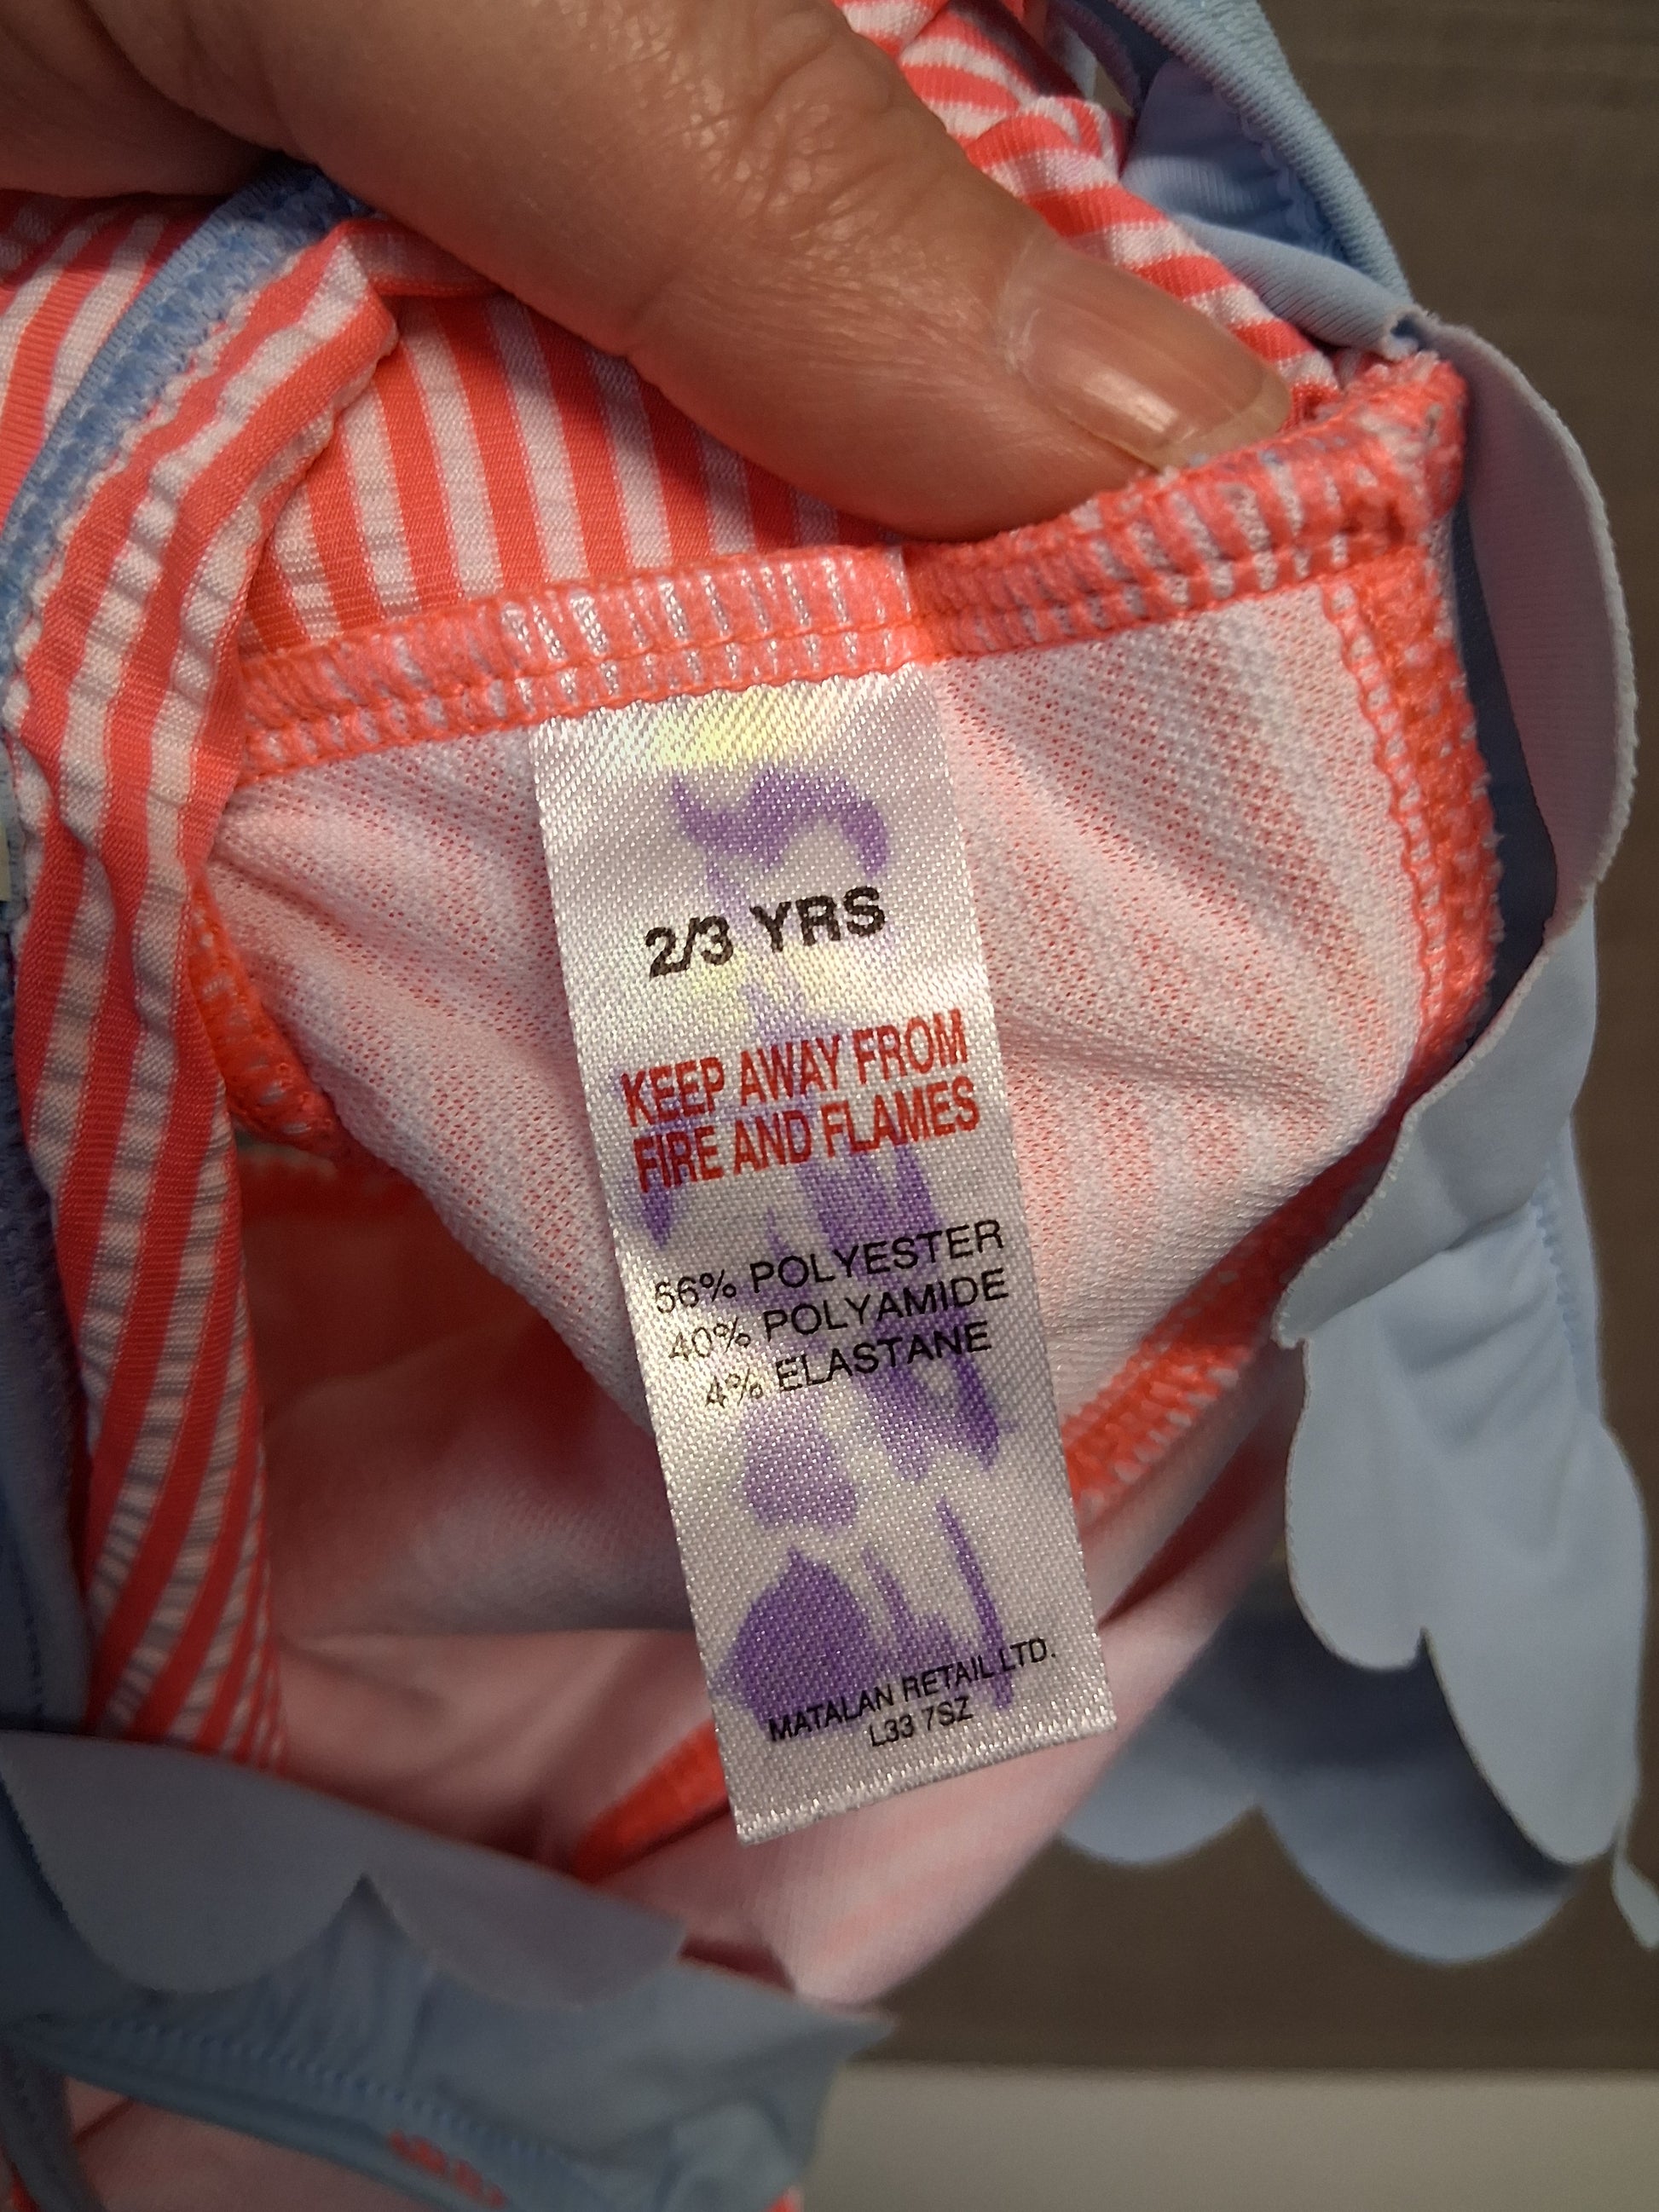 2/3 YRS
KEEP AWAY FROM
FIRE AND FLAMES
56% POLYESTER
40% POLYAMIDE
4% ELASTANE
MATALAN RETAIL LTD.
L33 7SZ